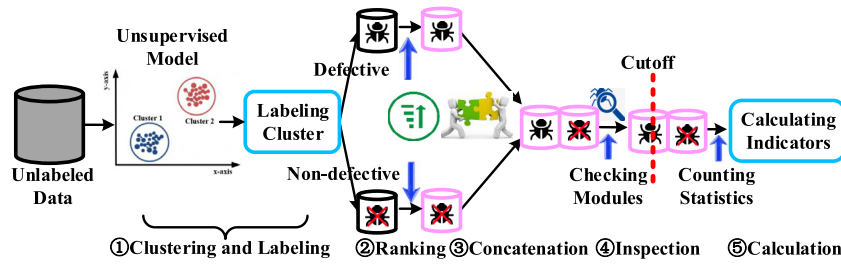 Unsupervised
Model
y-axis
Cluster 1
Cluster 2
x-axis
Unlabeled
Data
Labeling
Cluster
Defective
Non-defective
Cutoff
Checking
Modules
Counting
Statistics
Calculating
Indicators
①Clustering and Labeling
②Ranking
③Concatenation
④Inspection
⑤Calculation